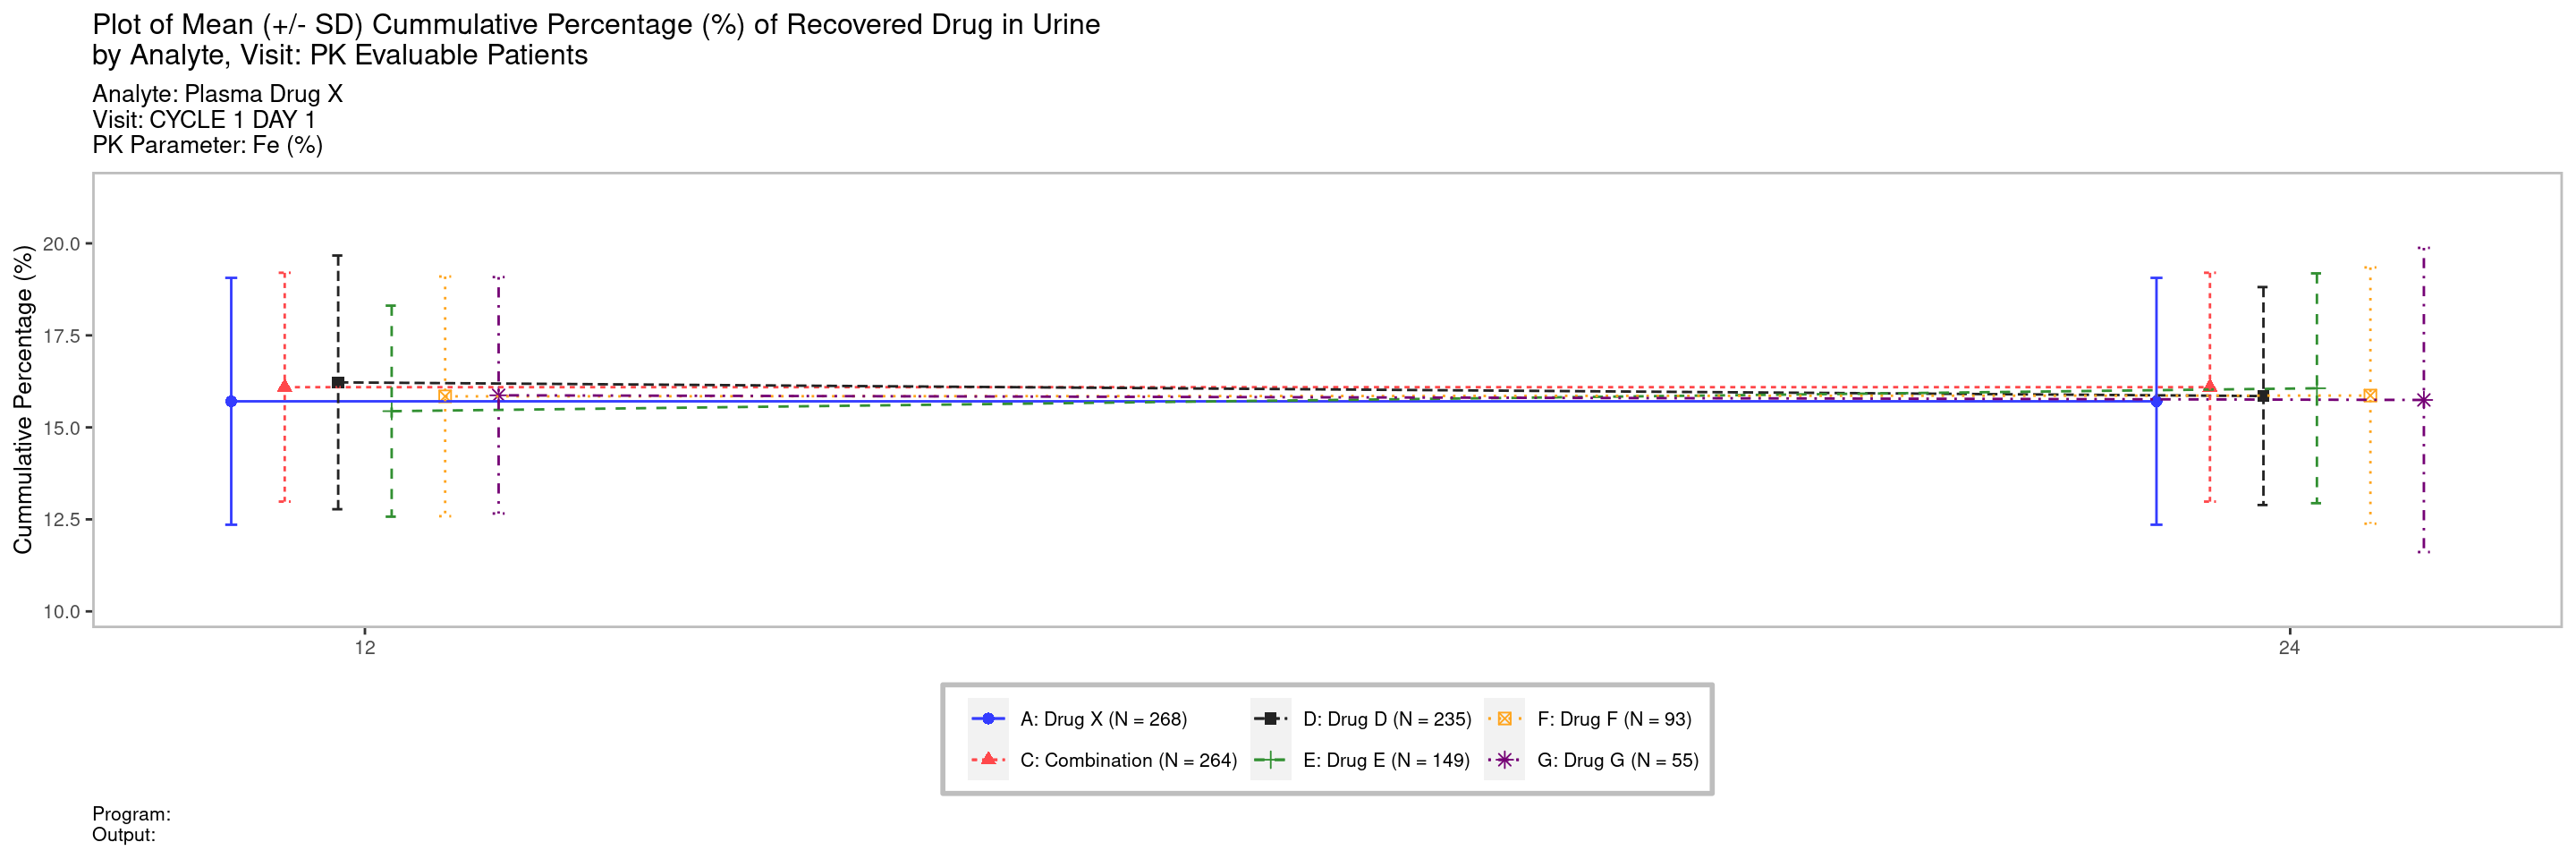 Plot of Mean (+/- SD) Cummulative Percentage (%) of Recovered Drug in Urine
by Analyte, Visit: PK Evaluable Patients
Analyte: Plasma Drug X
Visit: CYCLE 1 DAY 1
PK Parameter: Fe (%)
Cummulative Percentage (%)
20.0
17.5
15.0
12.5
10.0
12
24
A: Drug X (N = 268)
D: Drug D (N = 235)
F: Drug F (N = 93)
C: Combination (N = 264)
E: Drug E (N = 149)
G: Drug G (N = 55)
Program:
Output: